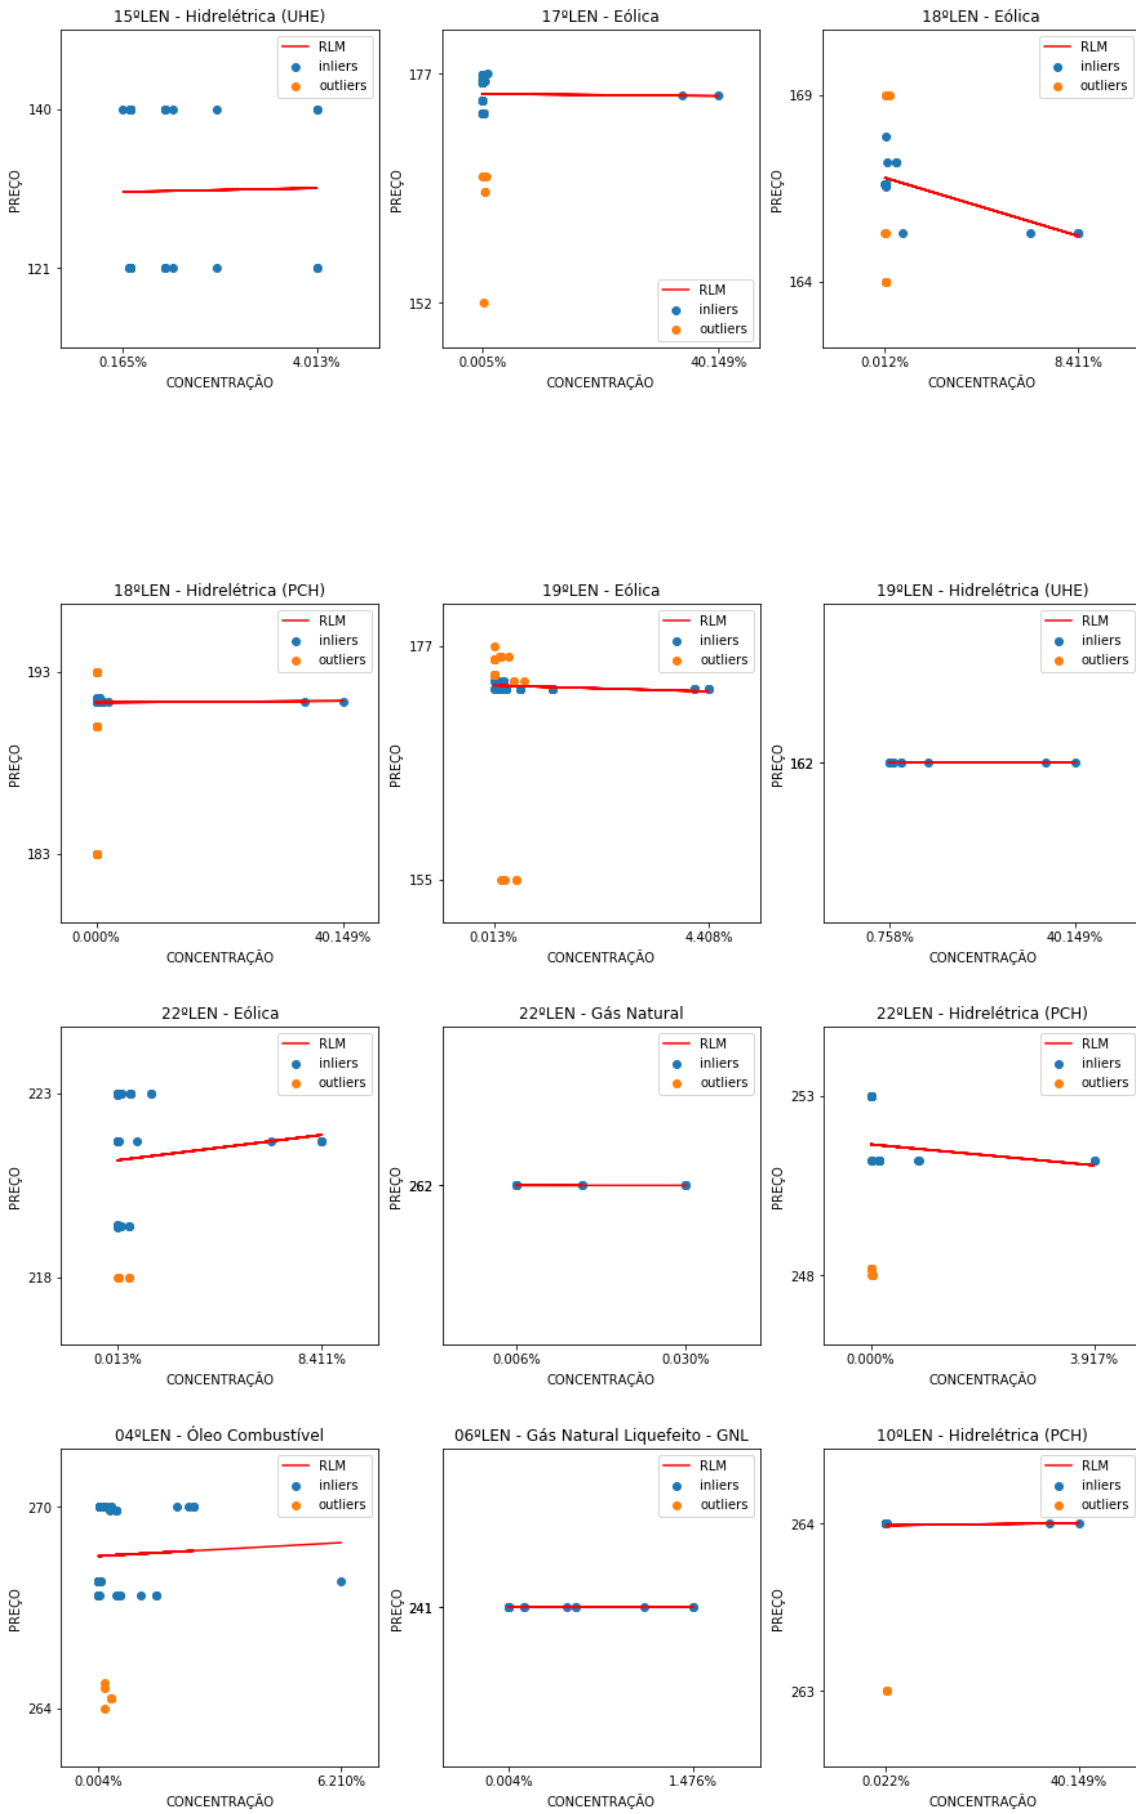 15ºLEN - Hidrelétrica (UHE)
RLM
inliers
outliers
140
121
PREÇO
0.165%
4.013%
CONCENTRAÇÃO
17ºLEN - Eólica
177
152
PREÇO
RLM
inliers
outliers
0.005%
40.149%
CONCENTRAÇÃO
18ºLEN - Eólica
RLM
inliers
outliers
169
164
PREÇO
0.012%
8.411%
CONCENTRAÇÃO
18ºLEN - Hidrelétrica (PCH)
RLM
inliers
outliers
193
183
PREÇO
0.000%
40.149%
CONCENTRAÇÃO
19ºLEN - Eólica
RLM
inliers
outliers
177
155
PREÇO
0.013%
4.408%
CONCENTRAÇÃO
19ºLEN - Hidrelétrica (UHE)
RLM
inliers
outliers
162
PREÇO
0.758%
40.149%
CONCENTRAÇÃO
22ºLEN - Eólica
RLM
inliers
outliers
223
218
PREÇO
0.013%
8.411%
CONCENTRAÇÃO
22ºLEN - Gás Natural
RLM
inliers
outliers
262
PREÇO
0.006%
0.030%
CONCENTRAÇÃO
22ºLEN - Hidrelétrica (PCH)
RLM
inliers
outliers
253
248
PREÇO
0.000%
3.917%
CONCENTRAÇÃO
04ºLEN - Óleo Combustível
RLM
inliers
outliers
270
264
PREÇO
0.004%
6.210%
CONCENTRAÇÃO
06ºLEN - Gás Natural Liquefeito - GNL
RLM
inliers
outliers
241
PREÇO
0.004%
1.476%
CONCENTRAÇÃO
10ºLEN - Hidrelétrica (PCH)
RLM
inliers
outliers
264
263
PREÇO
0.022%
40.149%
CONCENTRAÇÃO